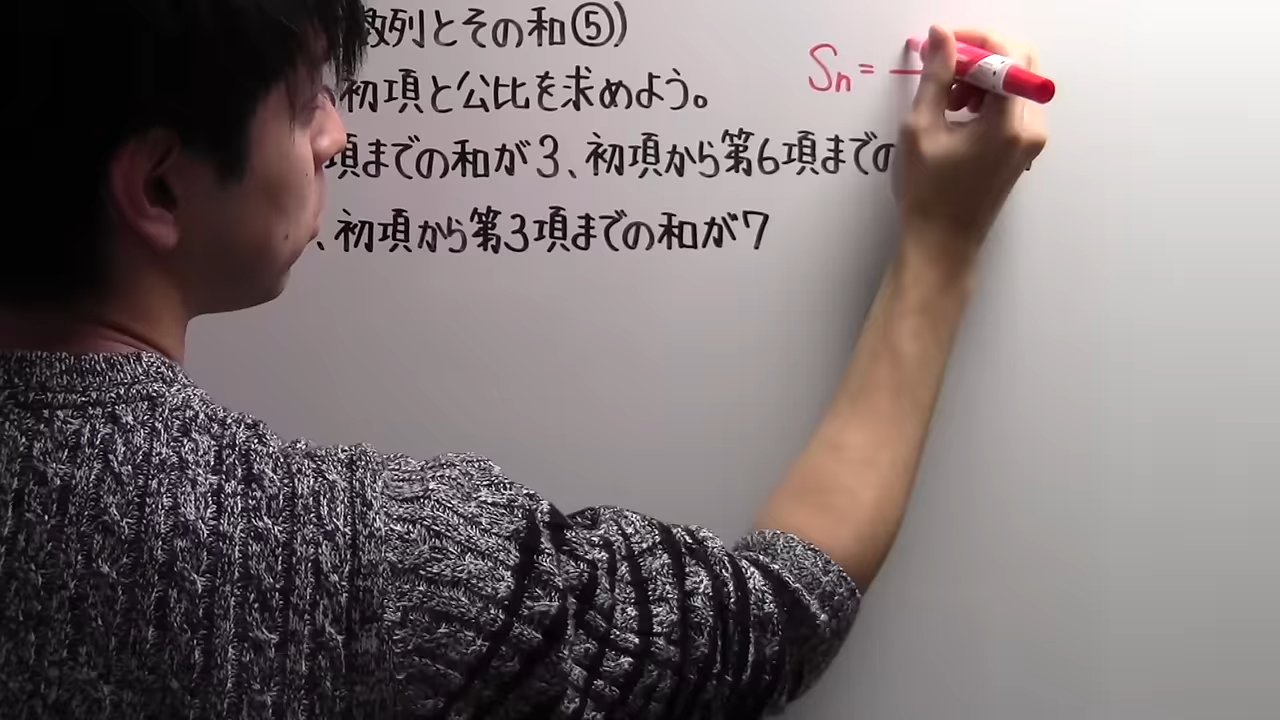 数列とその和⑤)
初項と公比を求めよう。
Sn=
項までの和が3、初項から第6項までの
、初項から第3項までの和が7